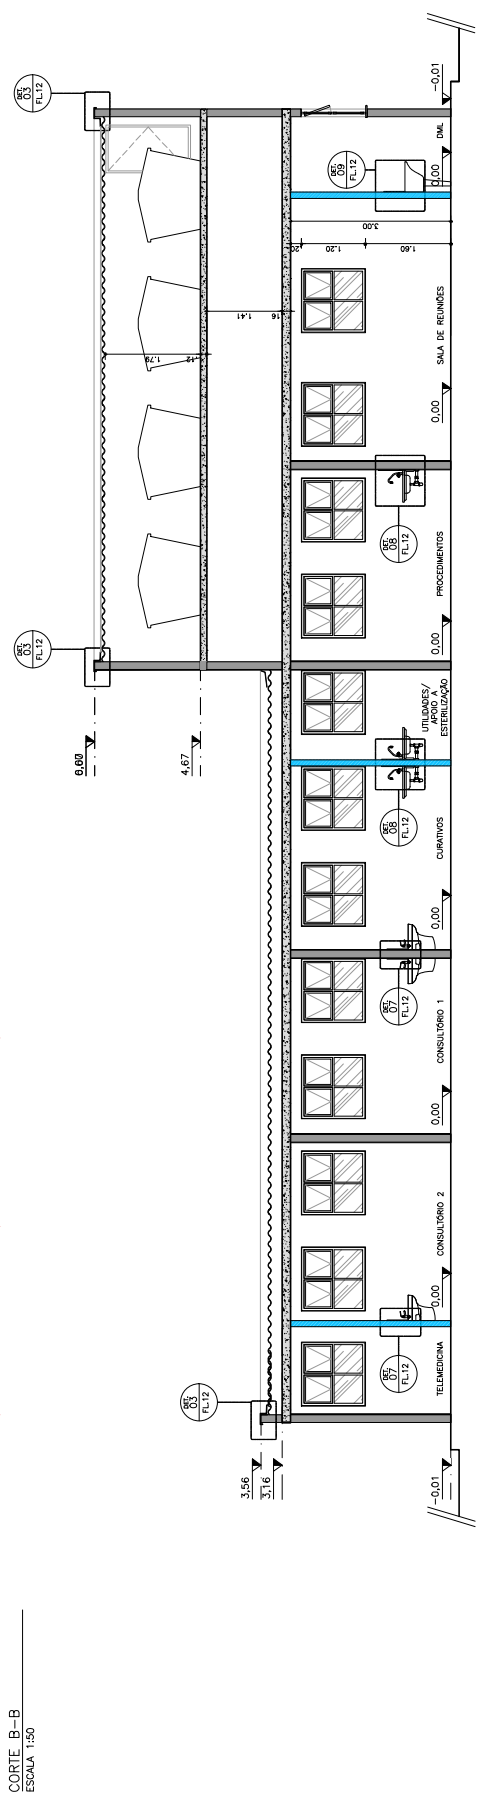 CORTE B-B
ESCALA 1:50
DET.
03
FL.12
DET.
03
FL.12
4,67
1.79
1.41
16
DET.
03
FL.12
3,56
3,16
3.00
20
1.20
1.60
DET.
07
FL.12
DET.
07
FL.12
DET.
08
FL.12
DET.
08
FL.12
DET.
09
FL.12
TELEMEDICINA
CONSULTÓRIO 2
CONSULTÓRIO 1
CURATIVOS
UTILIDADES/
APOIO A
ESTERILIZAÇÃO
PROCEDIMENTOS
SALA DE REUNIÕES
DML
-0,01
0,00
0,00
0,00
0,00
0,00
0,00
-0,01